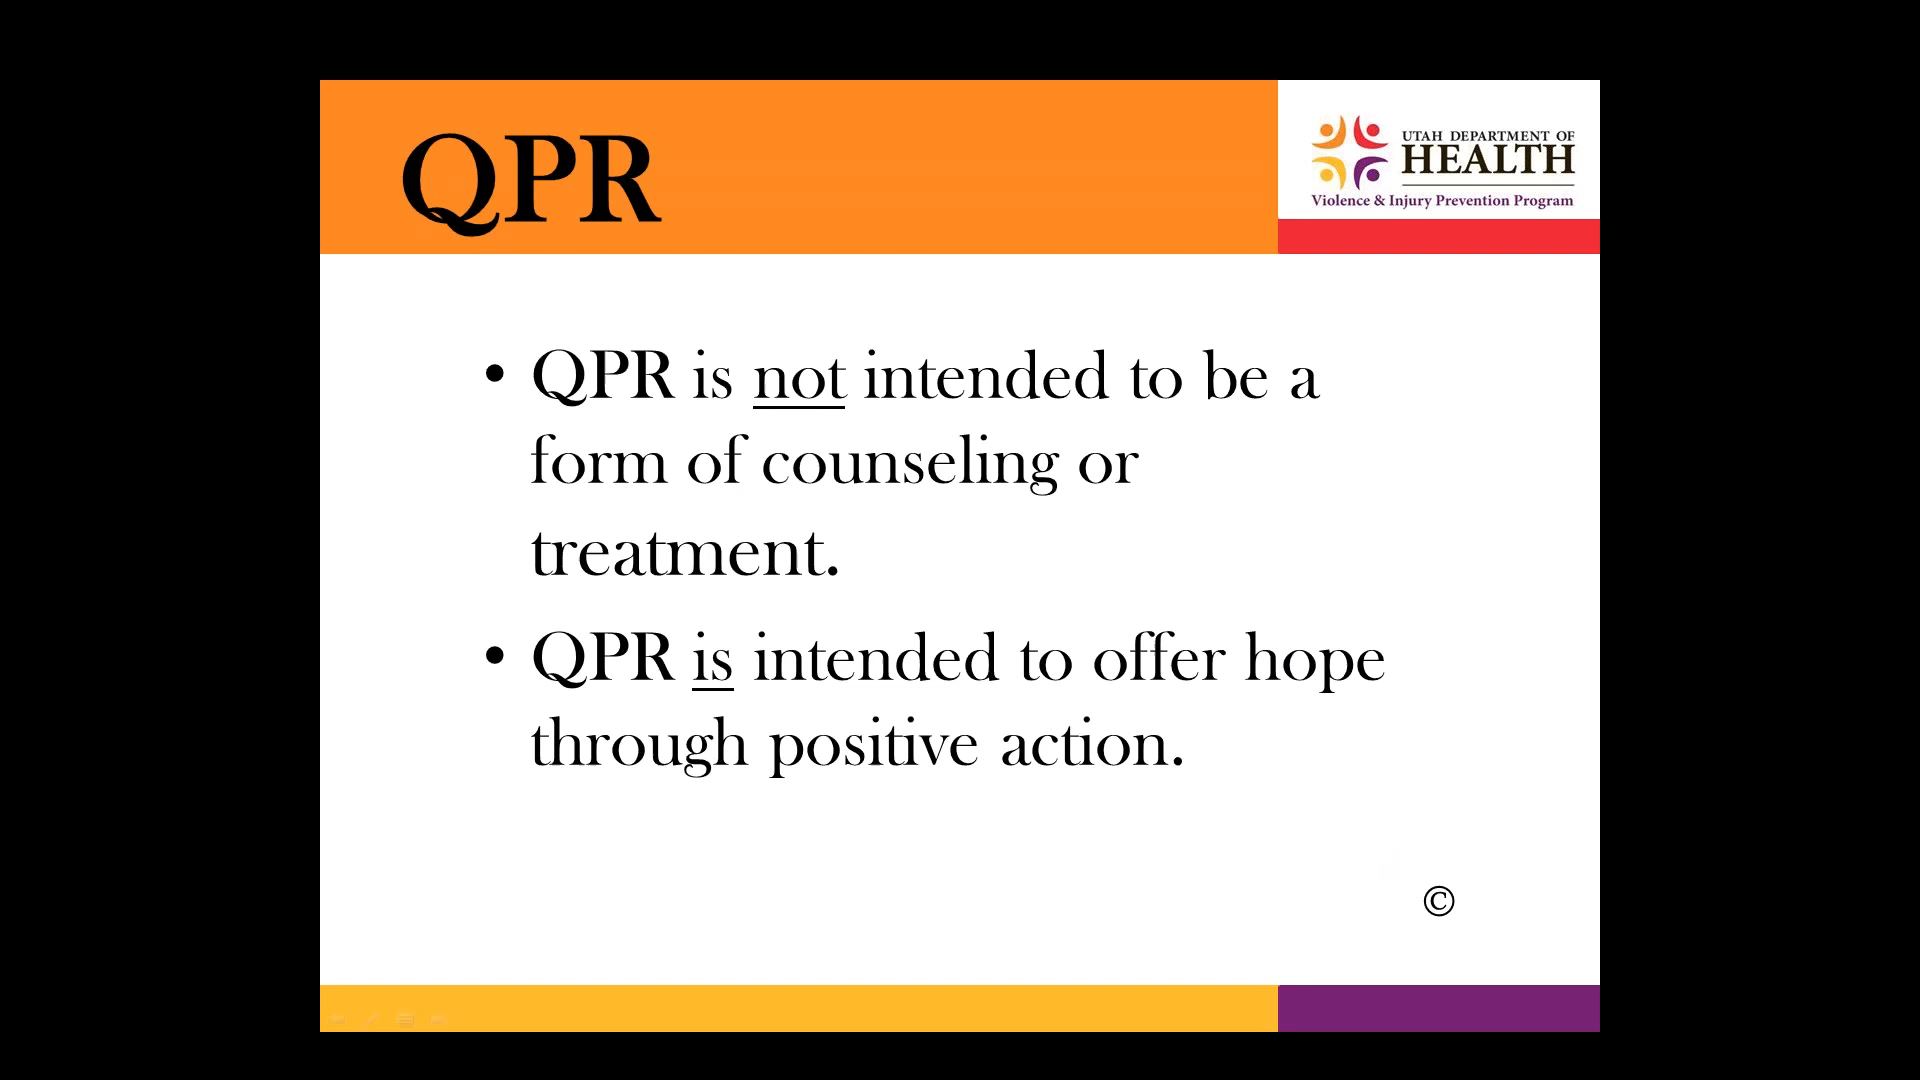 QPR
UTAH DEPARTMENT OF
HEALTH
Violence & Injury Prevention Program
• QPR is not intended to be a
form of counseling or
treatment.
• QPR is intended to offer hope
through positive action.
©